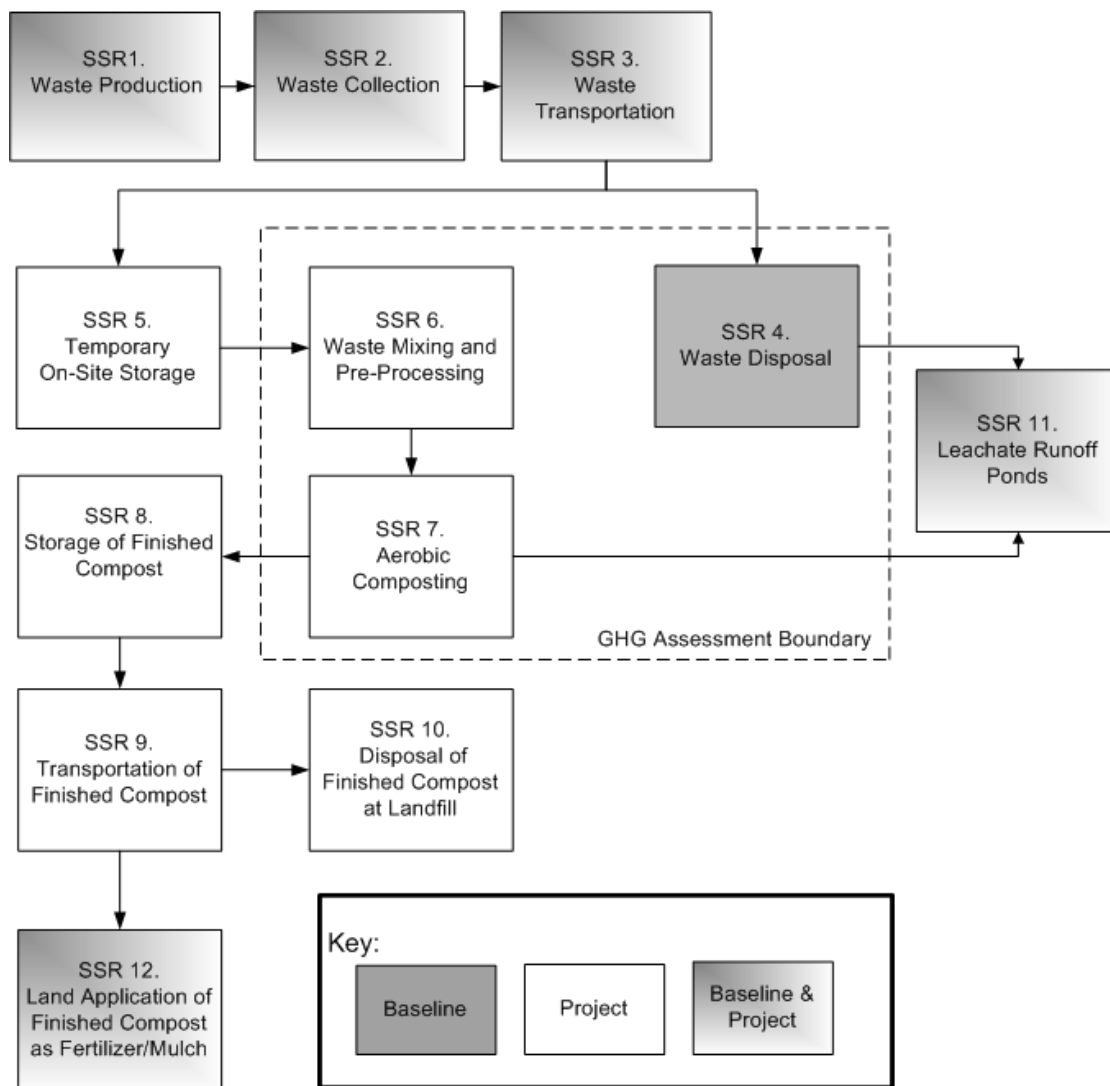 SSR1.
Waste Production
SSR 2.
Waste Collection
SSR 3.
Waste
Transportation
SSR 5.
Temporary
On-Site Storage
SSR 6.
Waste Mixing and
Pre-Processing
SSR 4.
Waste Disposal
SSR 11.
Leachate Runoff
Ponds
SSR 8.
Storage of Finished
Compost
SSR 7.
Aerobic
Composting
GHG Assessment Boundary
SSR 9.
Transportation of
Finished Compost
SSR 10.
Disposal of
Finished Compost
at Landfill
SSR 12.
Land Application of
Finished Compost
as Fertilizer/Mulch
Key:
Baseline
Project
Baseline &
Project